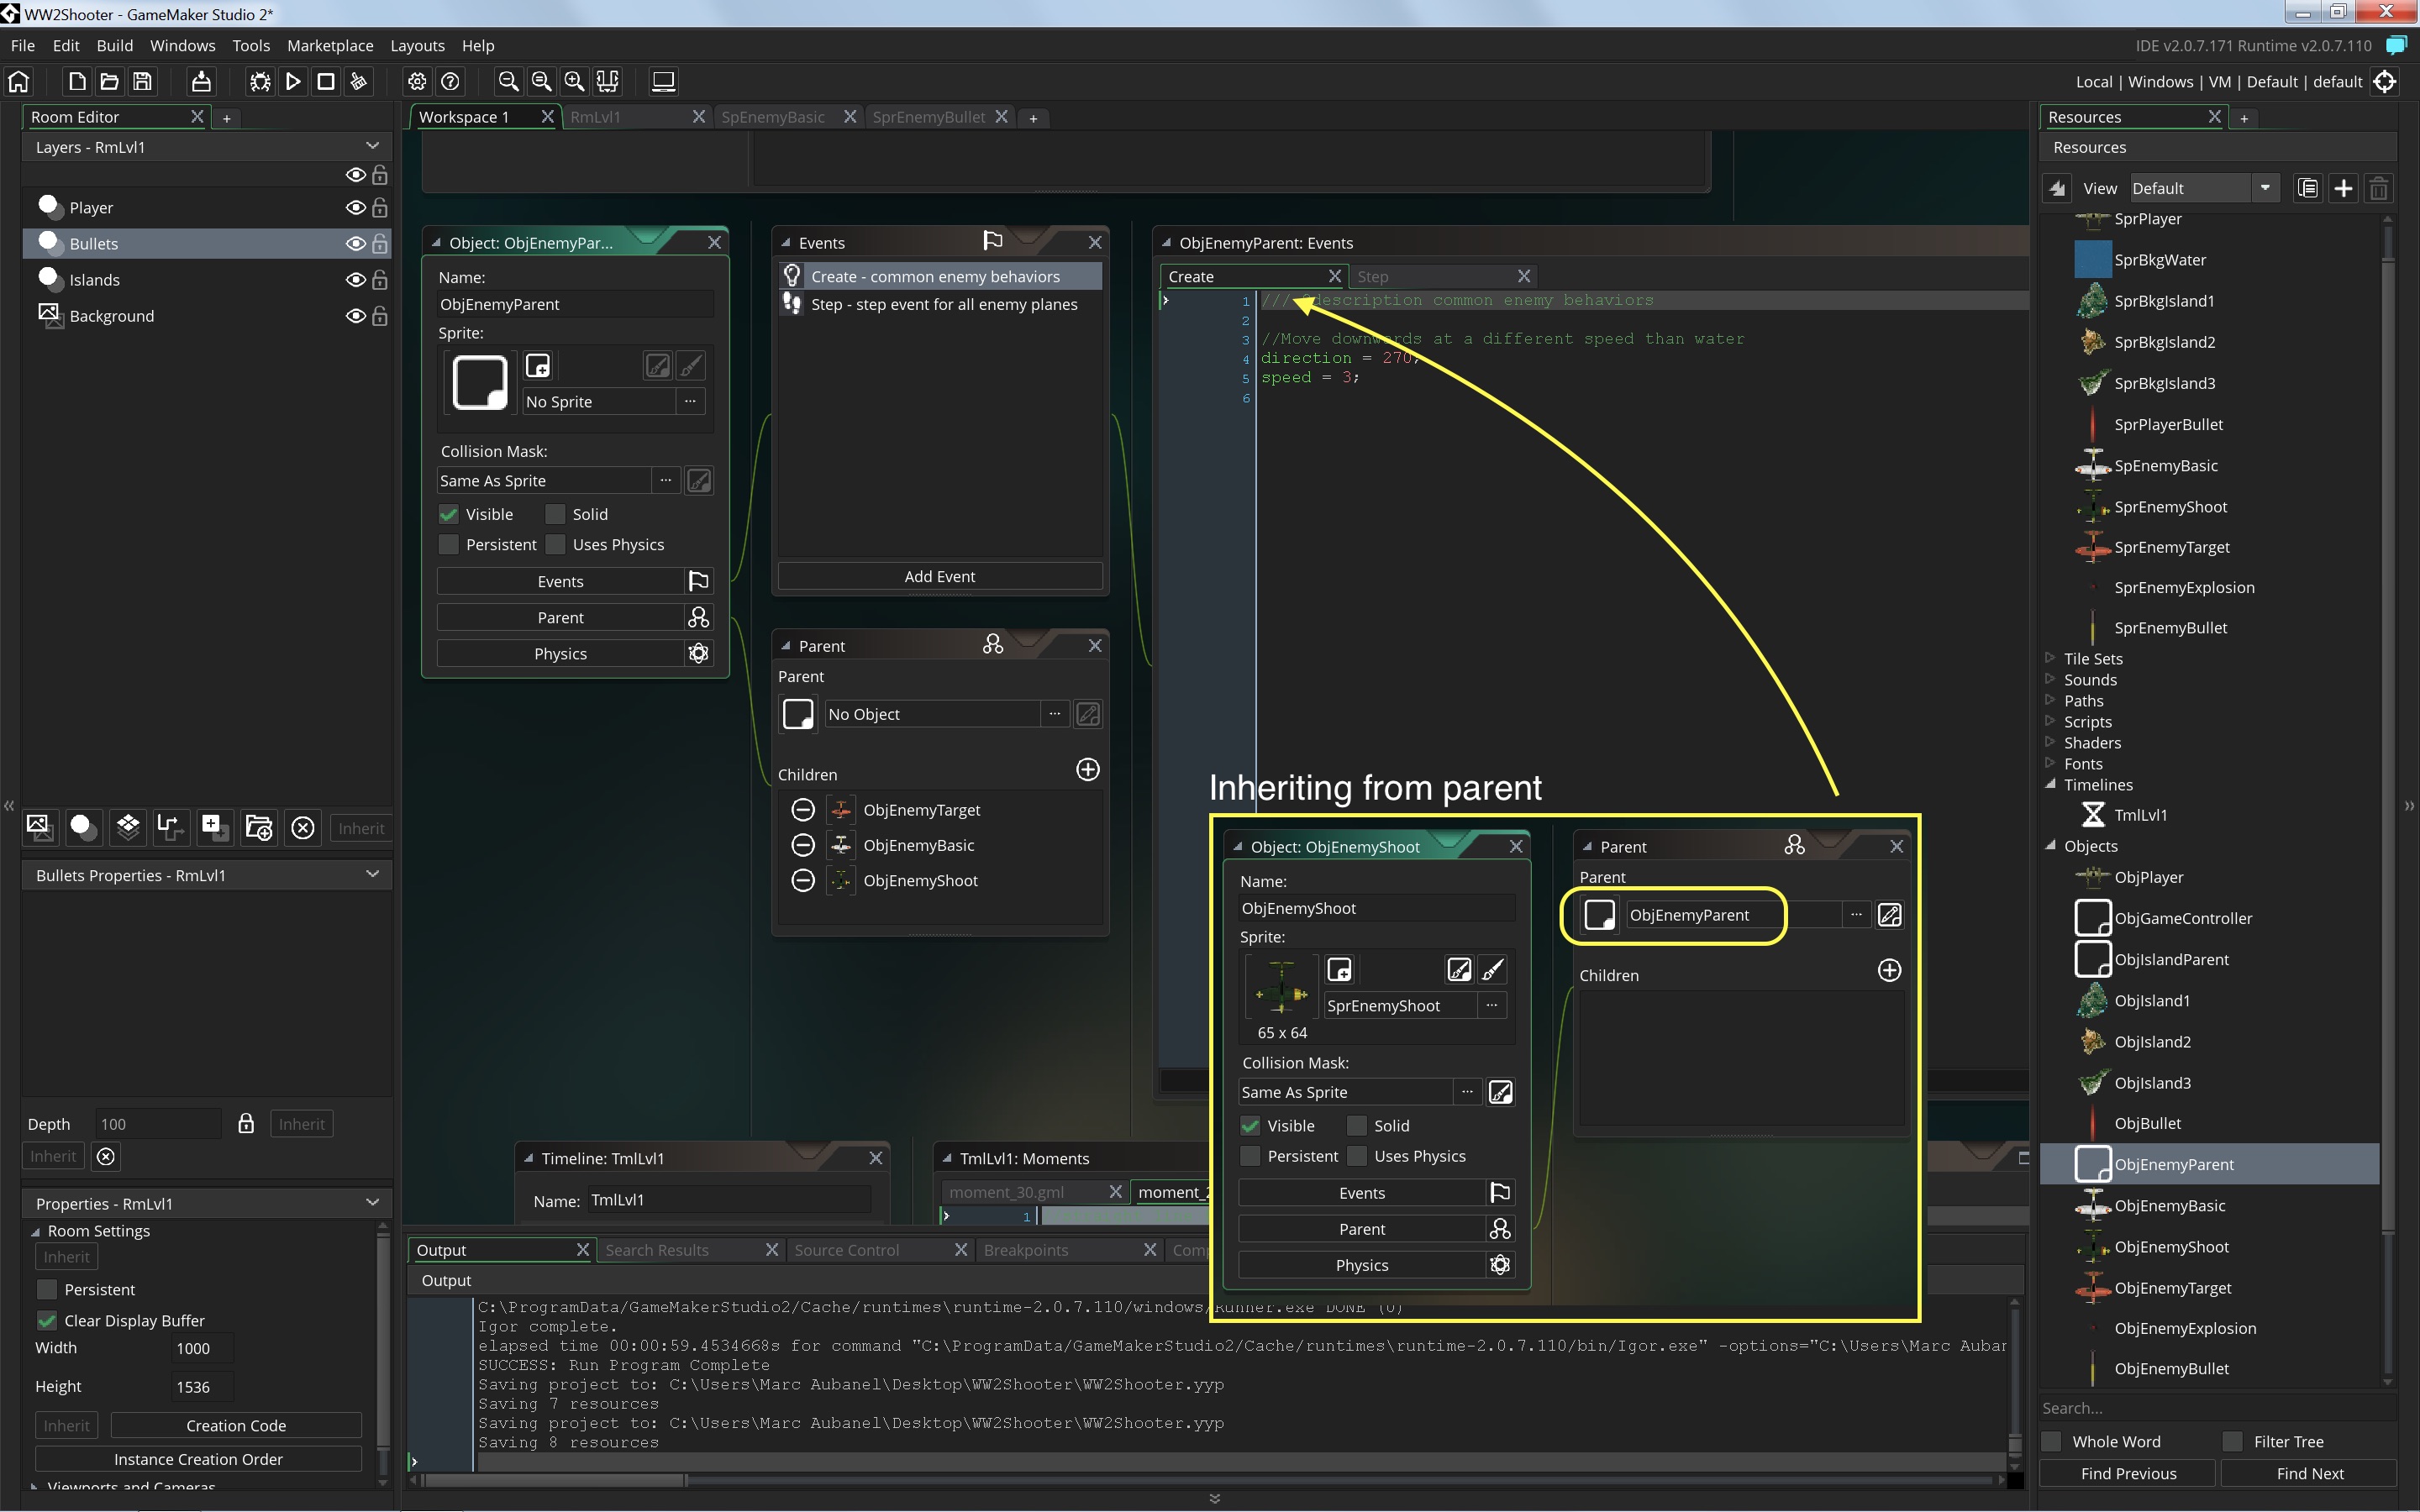 WW2Shooter - GameMaker Studio 2*
File Edit Build Windows Tools Marketplace Layouts Help
IDE v2.0.7.171 Runtime v2.0.7.110
Local | Windows | VM | Default | default
Room Editor
Layers - RmLvl1
Player
Bullets
Islands
Background
Inherit
Bullets Properties - RmLvl1
Depth 100 Inherit
Inherit
Properties - RmLvl1
Room Settings
Inherit
Persistent
Clear Display Buffer
Width 1000
Height 1536
Inherit Creation Code
Instance Creation Order
Viewports and Cameras
Workspace 1 RmLvl1 SpEnemyBasic SprEnemyBullet
Object: ObjEnemyPar...
Name:
ObjEnemyParent
Sprite:
No Sprite
Collision Mask:
Same As Sprite
Visible Solid
Persistent Uses Physics
Events
Parent
Physics
Events
Create - common enemy behaviors
Step - step event for all enemy planes
Add Event
Parent
Parent
No Object
Children
ObjEnemyTarget
ObjEnemyBasic
ObjEnemyShoot
ObjEnemyParent: Events
Create Step
1 /// @description common enemy behaviors
2
3 //Move downwards at a different speed than water
4 direction = 270;
5 speed = 3;
6
Inheriting from parent
Object: ObjEnemyShoot
Name:
ObjEnemyShoot
Sprite:
SprEnemyShoot
65 x 64
Collision Mask:
Same As Sprite
Visible Solid
Persistent Uses Physics
Events
Parent
Physics
Parent
Parent
ObjEnemyParent
Children
Timeline: TmlLvl1
Name: TmlLvl1
TmlLvl1: Moments
moment_30.gml moment_2
1
Output Search Results Source Control Breakpoints Comp
Output
C:\ProgramData/GameMakerStudio2/Cache/runtimes\runtime-2.0.7.110/windows/Runner.exe DONE (0)
Igor complete.
elapsed time 00:00:59.4534668s for command "C:\ProgramData/GameMakerStudio2/Cache/runtimes\runtime-2.0.7.110/bin/Igor.exe" -options="C:\Users\Marc Aubar
SUCCESS: Run Program Complete
Saving project to: C:\Users\Marc Aubanel\Desktop\WW2Shooter\WW2Shooter.yyp
Saving 7 resources
Saving project to: C:\Users\Marc Aubanel\Desktop\WW2Shooter\WW2Shooter.yyp
Saving 8 resources
Resources
Resources
View Default
SprPlayer
SprBkgWater
SprBkgIsland1
SprBkgIsland2
SprBkgIsland3
SprPlayerBullet
SpEnemyBasic
SprEnemyShoot
SprEnemyTarget
SprEnemyExplosion
SprEnemyBullet
Tile Sets
Sounds
Paths
Scripts
Shaders
Fonts
Timelines
TmlLvl1
Objects
ObjPlayer
ObjGameController
ObjIslandParent
ObjIsland1
ObjIsland2
ObjIsland3
ObjBullet
ObjEnemyParent
ObjEnemyBasic
ObjEnemyShoot
ObjEnemyTarget
ObjEnemyExplosion
ObjEnemyBullet
Search...
Whole Word Filter Tree
Find Previous Find Next